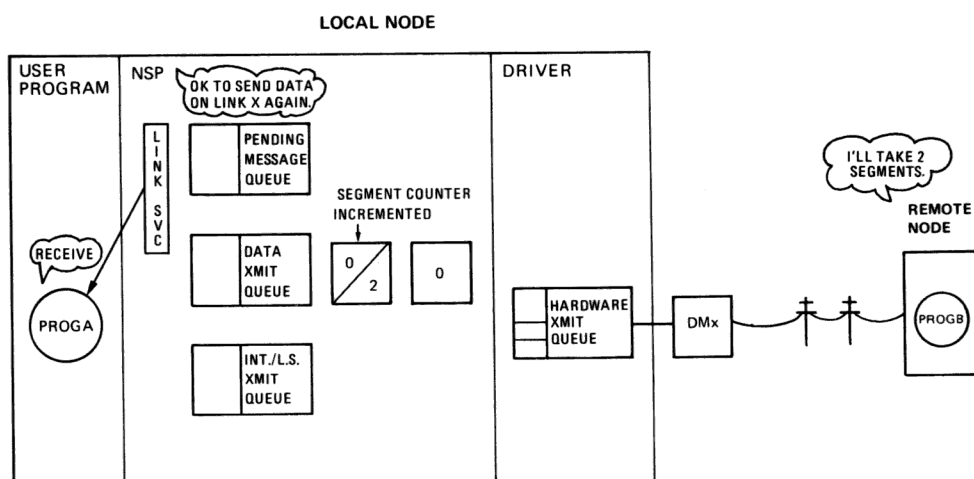 LOCAL NODE
USER
PROGRAM
NSP
OK TO SEND DATA
ON LINK X AGAIN.
DRIVER
LINK SVC
PENDING
MESSAGE
QUEUE
I'LL TAKE 2
SEGMENTS.
SEGMENT COUNTER
INCREMENTED
REMOTE
NODE
RECEIVE
DATA
XMIT
QUEUE
0
2
0
PROGA
HARDWARE
XMIT
QUEUE
DMx
PROGB
INT./L.S.
XMIT
QUEUE